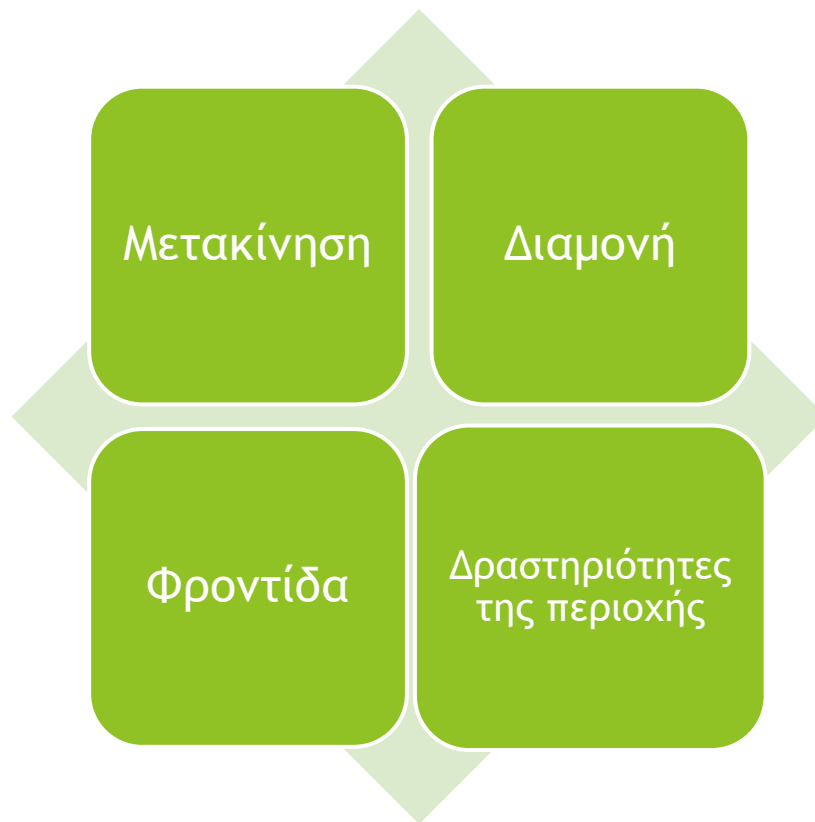 Μετακίνηση
Διαμονή
Φροντίδα
Δραστηριότητες
της περιοχής